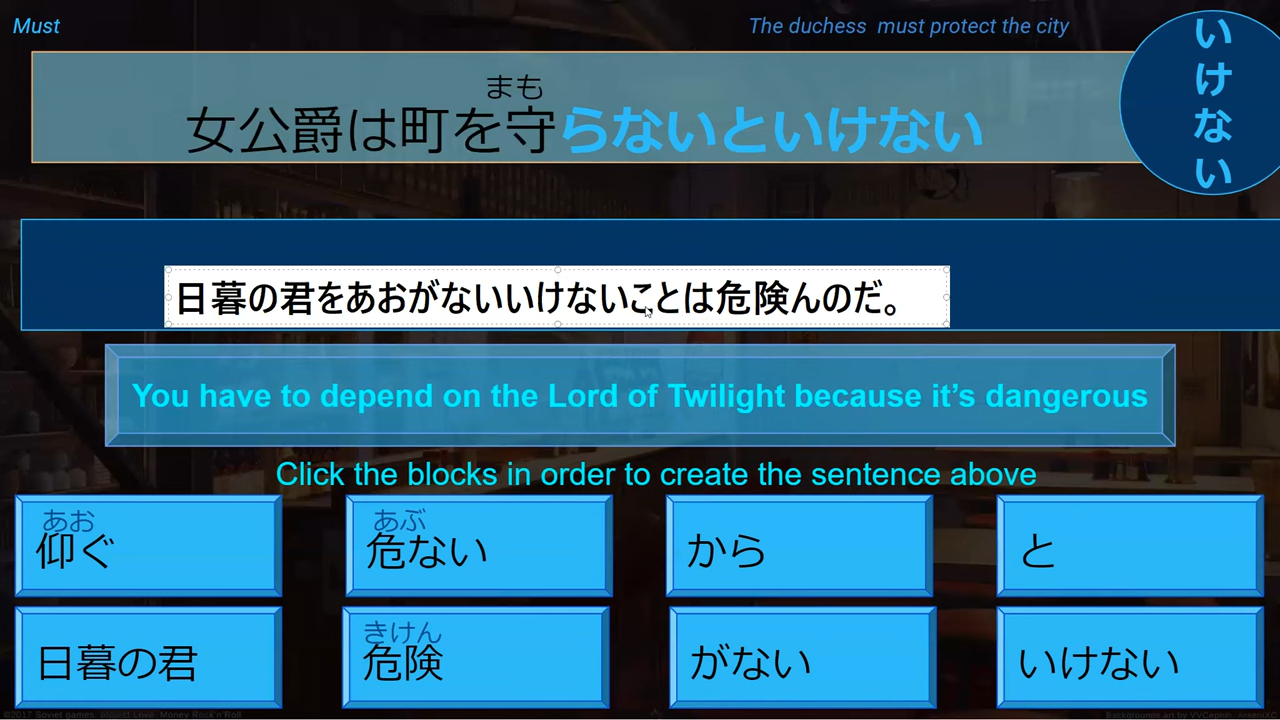 Must
The duchess must protect the city
いけない
まも
女公爵は町を守らないといけない
日暮の君をあおがないいけないことは危険んのだ。
You have to depend on the Lord of Twilight because it's dangerous
Click the blocks in order to create the sentence above
あお
仰ぐ
あぶ
危ない
から
と
日暮の君
きけん
危険
がない
いけない